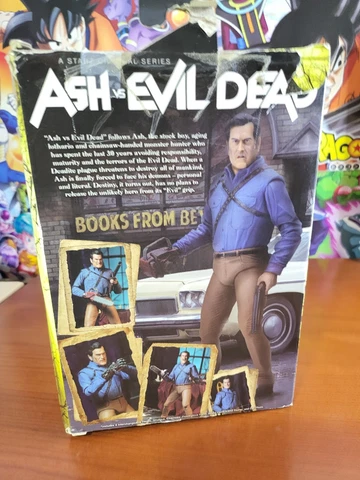 A STARZ ORIGINAL SERIES
ASH vs EVIL DEAD
"Ash vs Evil Dead" follows Ash, the stock boy, aging
lothario and chainsaw-handed monster hunter who
has spent the last 30 years avoiding responsibility,
maturity and the terrors of the Evil Dead. When a
Deadite plague threatens to destroy all of mankind,
Ash is finally forced to face his demons – personal
and literal. Destiny, it turns out, has no plans to
release the unlikely hero from its "Evil" grip.
BOOKS FROM BE